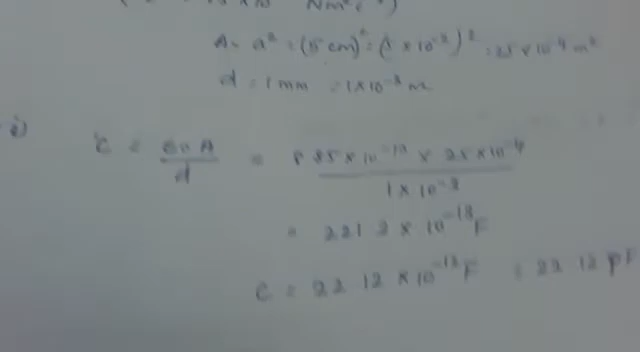 Nm²
A = a² = (5 cm)² = (5 × 10⁻²)² = 25 × 10⁻⁴ m²
d = 1 mm = 1 × 10⁻³ m
i) C = ε₀ A / d = 8.85 × 10⁻¹² × 25 × 10⁻⁴ / 1 × 10⁻³
= 221.2 × 10⁻¹³ F
C = 22.12 × 10⁻¹² F = 22.12 pF